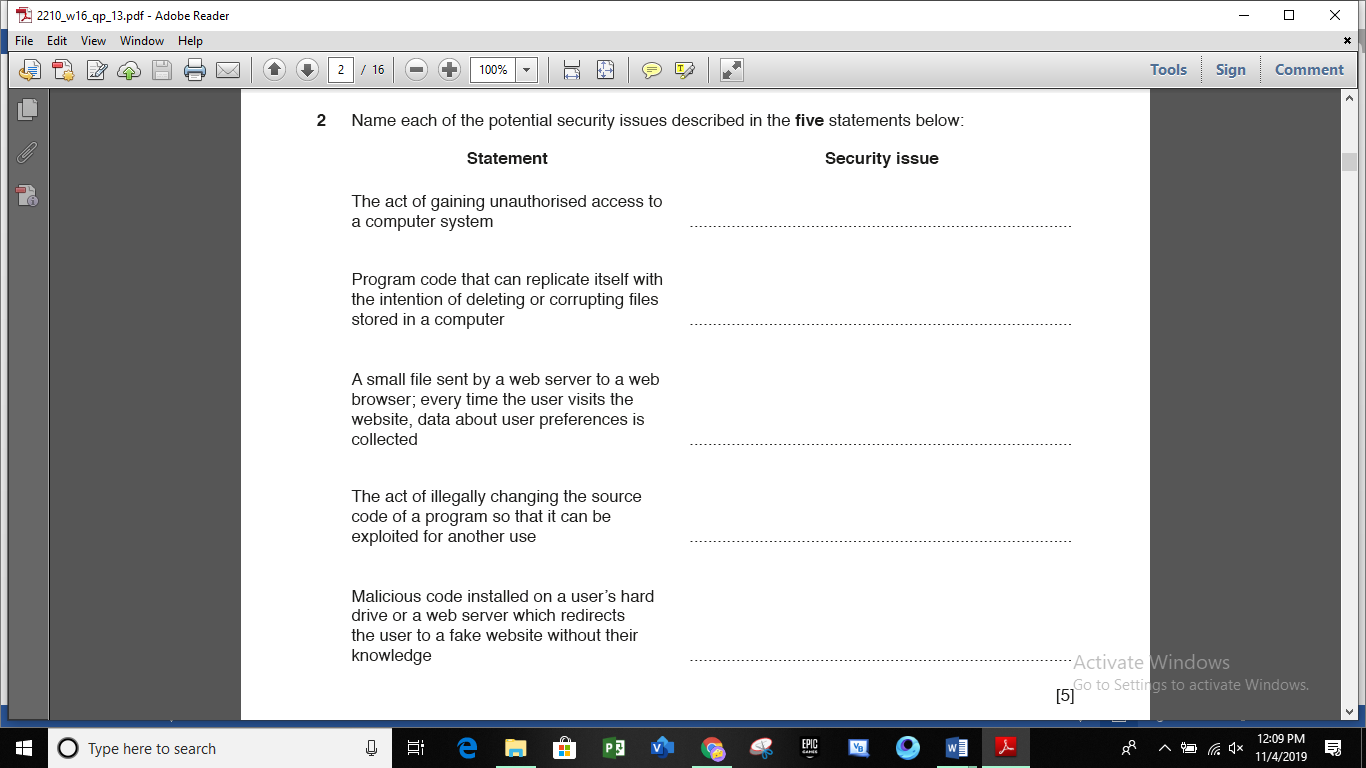 2210_w16_qp_13.pdf - Adobe Reader
File Edit View Window Help
2 / 16 100% Tools Sign Comment
2 Name each of the potential security issues described in the five statements below:
Statement Security issue
The act of gaining unauthorised access to
a computer system ....................................................................................
Program code that can replicate itself with
the intention of deleting or corrupting files
stored in a computer ....................................................................................
A small file sent by a web server to a web
browser; every time the user visits the
website, data about user preferences is
collected ....................................................................................
The act of illegally changing the source
code of a program so that it can be
exploited for another use ....................................................................................
Malicious code installed on a user’s hard
drive or a web server which redirects
the user to a fake website without their
knowledge ....................................................................................
[5]
Activate Windows
Go to Settings to activate Windows.
Type here to search
EPIC
GAMES
12:09 PM
11/4/2019